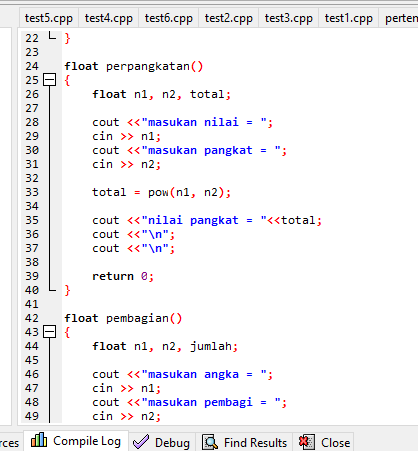 test5.cpp test4.cpp test6.cpp test2.cpp test3.cpp test1.cpp
22 }
23
24 float perpangkatan()
25 {
26 float n1, n2, total;
27
28 cout <<"masukan nilai = ";
29 cin >> n1;
30 cout <<"masukan pangkat = ";
31 cin >> n2;
32
33 total = pow(n1, n2);
34
35 cout <<"nilai pangkat = "<<total;
36 cout <<"\n";
37 cout <<"\n";
38
39 return 0;
40 }
41
42 float pembagian()
43 {
44 float n1, n2, jumlah;
45
46 cout <<"masukan angka = ";
47 cin >> n1;
48 cout <<"masukan pembagi = ";
49 cin >> n2;
Compile Log Debug Find Results Close